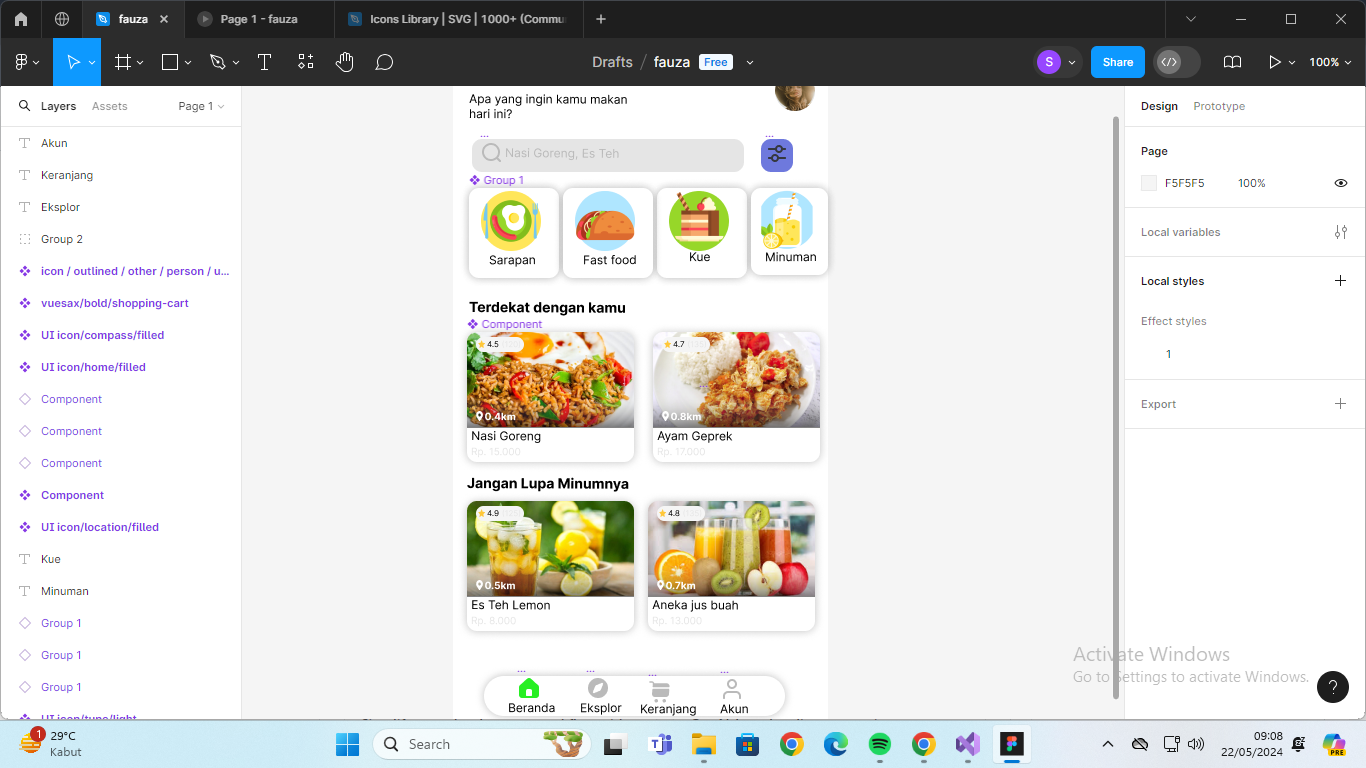 fauza
Page 1 - fauza
Icons Library | SVG | 1000+ (Commu
Drafts / fauza Free
S
Share
100%
Layers
Assets
Page 1
Akun
Keranjang
Eksplor
Group 2
icon / outlined / other / person / u...
vuesax/bold/shopping-cart
UI icon/compass/filled
UI icon/home/filled
Component
Component
Component
Component
UI icon/location/filled
Kue
Minuman
Group 1
Group 1
Group 1
UI icon/tune/light
Apa yang ingin kamu makan
hari ini?
...
...
Nasi Goreng, Es Teh
Group 1
Sarapan
Fast food
Kue
Minuman
Terdekat dengan kamu
Component
4.5
0.4km
Nasi Goreng
Rp. 15.000
4.7
0.8km
Ayam Geprek
Rp. 17.000
Jangan Lupa Minumnya
4.9
0.5km
Es Teh Lemon
4.8
0.7km
Aneka jus buah
Rp. 13.000
...
...
...
...
Beranda
Eksplor
Keranjang
Akun
Design
Prototype
Page
F5F5F5
100%
Local variables
Local styles
Effect styles
1
Export
Activate Windows
Go to Settings to activate Windows.
?
1
29°C
Kabut
Search
09:08
22/05/2024
PRE